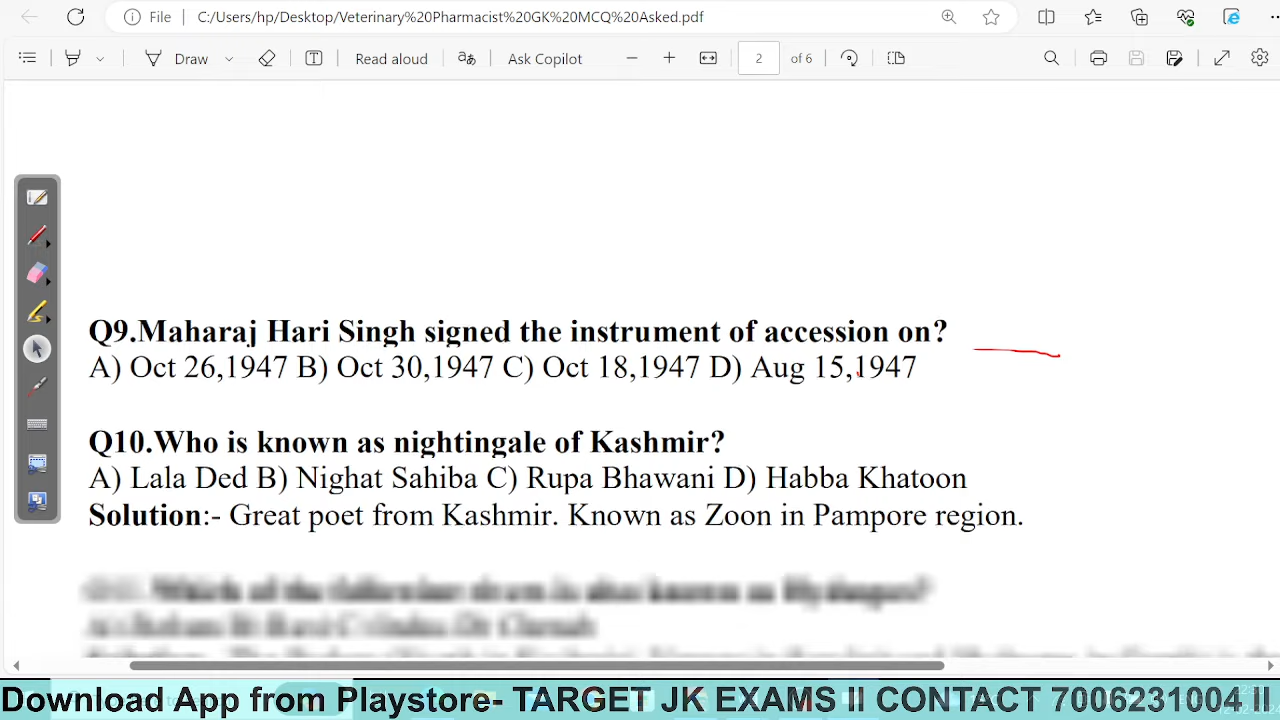 File C:/Users/hp/Desktop/Veterinary%20Pharmacist%20GK%20MCQ%20Asked.pdf
Draw Read aloud Ask Copilot 2 of 6
Q9.Maharaj Hari Singh signed the instrument of accession on?
A) Oct 26,1947 B) Oct 30,1947 C) Oct 18,1947 D) Aug 15,1947
Q10.Who is known as nightingale of Kashmir?
A) Lala Ded B) Nighat Sahiba C) Rupa Bhawani D) Habba Khatoon
Solution:- Great poet from Kashmir. Known as Zoon in Pampore region.
Download App from Playstore- TARGET JK EXAMS II CONTACT 7006231004 II